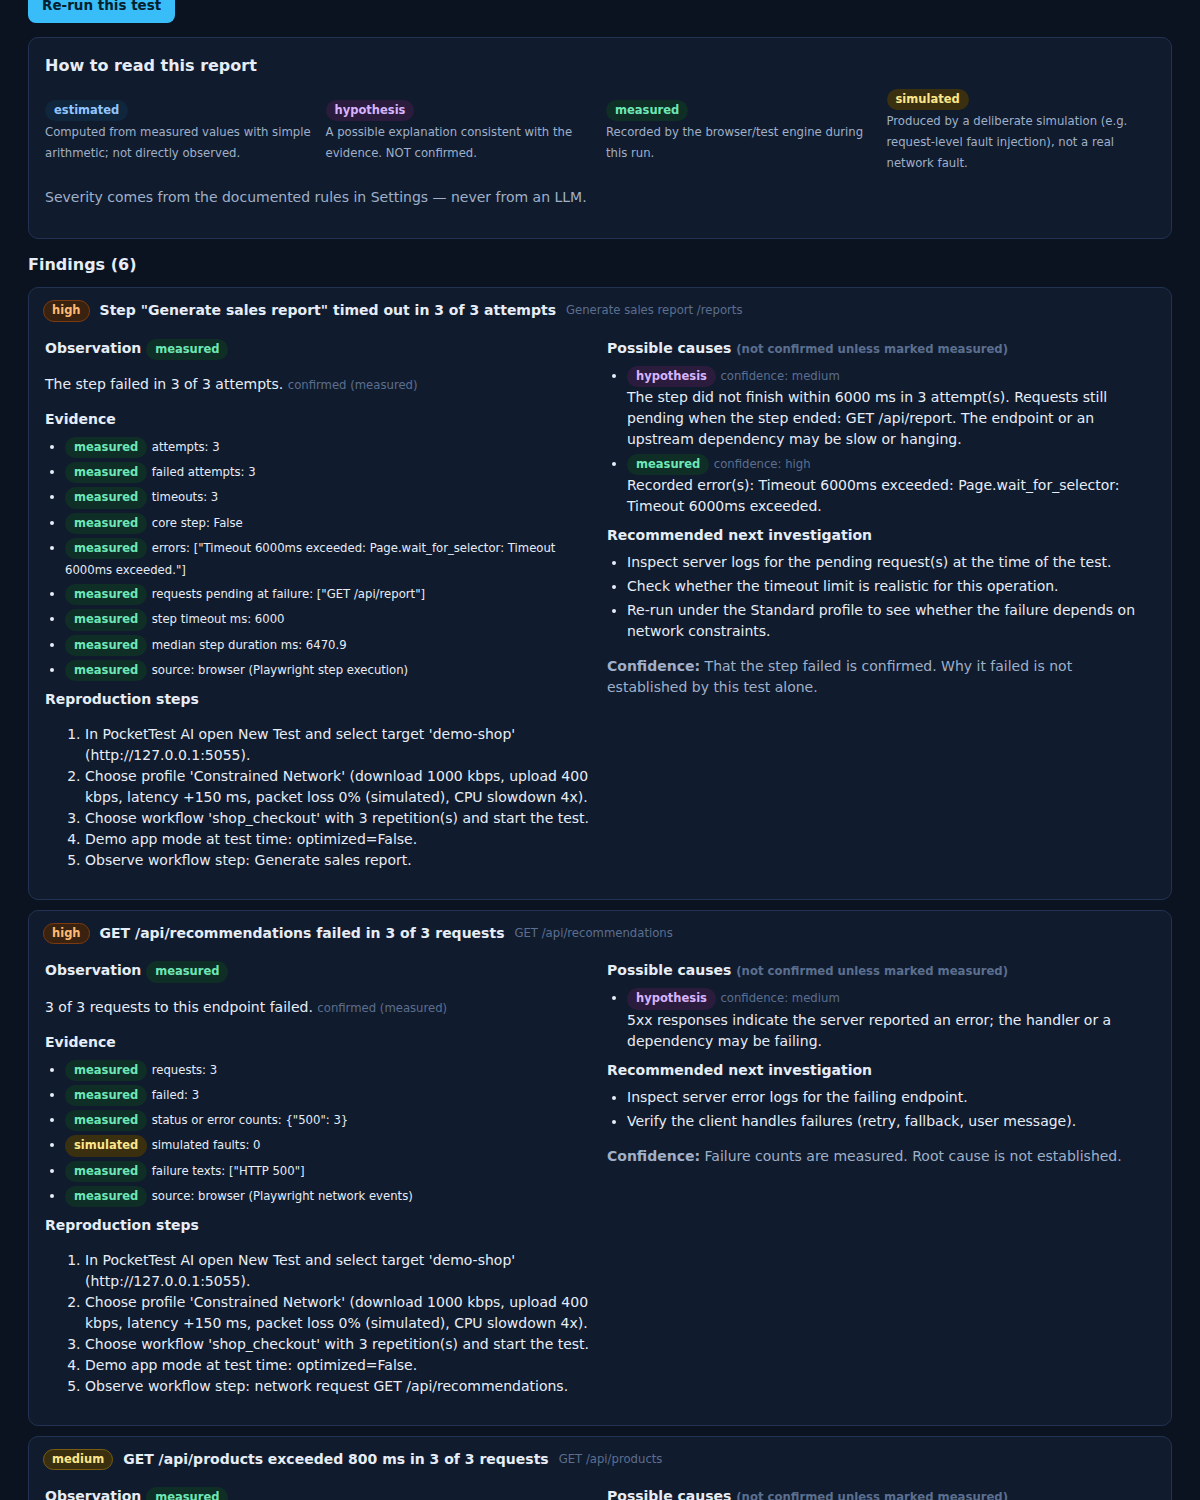 Re-run this test
How to read this report
estimated
Computed from measured values with simple
arithmetic; not directly observed.
hypothesis
A possible explanation consistent with the
evidence. NOT confirmed.
measured
Recorded by the browser/test engine during
this run.
simulated
Produced by a deliberate simulation (e.g.
request-level fault injection), not a real
network fault.
Severity comes from the documented rules in Settings — never from an LLM.
Findings (6)
high Step "Generate sales report" timed out in 3 of 3 attempts Generate sales report /reports
Observation measured
The step failed in 3 of 3 attempts. confirmed (measured)
Evidence
• measured attempts: 3
• measured failed attempts: 3
• measured timeouts: 3
• measured core step: False
• measured errors: ["Timeout 6000ms exceeded: Page.wait_for_selector: Timeout
6000ms exceeded."]
• measured requests pending at failure: ["GET /api/report"]
• measured step timeout ms: 6000
• measured median step duration ms: 6470.9
• measured source: browser (Playwright step execution)
Reproduction steps
1. In PocketTest AI open New Test and select target 'demo-shop'
(http://127.0.0.1:5055).
2. Choose profile 'Constrained Network' (download 1000 kbps, upload 400
kbps, latency +150 ms, packet loss 0% (simulated), CPU slowdown 4x).
3. Choose workflow 'shop_checkout' with 3 repetition(s) and start the test.
4. Demo app mode at test time: optimized=False.
5. Observe workflow step: Generate sales report.
Possible causes (not confirmed unless marked measured)
• hypothesis confidence: medium
The step did not finish within 6000 ms in 3 attempt(s). Requests still
pending when the step ended: GET /api/report. The endpoint or an
upstream dependency may be slow or hanging.
• measured confidence: high
Recorded error(s): Timeout 6000ms exceeded: Page.wait_for_selector:
Timeout 6000ms exceeded.
Recommended next investigation
• Inspect server logs for the pending request(s) at the time of the test.
• Check whether the timeout limit is realistic for this operation.
• Re-run under the Standard profile to see whether the failure depends on
network constraints.
Confidence: That the step failed is confirmed. Why it failed is not
established by this test alone.
high GET /api/recommendations failed in 3 of 3 requests GET /api/recommendations
Observation measured
3 of 3 requests to this endpoint failed. confirmed (measured)
Evidence
• measured requests: 3
• measured failed: 3
• measured status or error counts: {"500": 3}
• simulated simulated faults: 0
• measured failure texts: ["HTTP 500"]
• measured source: browser (Playwright network events)
Reproduction steps
1. In PocketTest AI open New Test and select target 'demo-shop'
(http://127.0.0.1:5055).
2. Choose profile 'Constrained Network' (download 1000 kbps, upload 400
kbps, latency +150 ms, packet loss 0% (simulated), CPU slowdown 4x).
3. Choose workflow 'shop_checkout' with 3 repetition(s) and start the test.
4. Demo app mode at test time: optimized=False.
5. Observe workflow step: network request GET /api/recommendations.
Possible causes (not confirmed unless marked measured)
• hypothesis confidence: medium
5xx responses indicate the server reported an error; the handler or a
dependency may be failing.
Recommended next investigation
• Inspect server error logs for the failing endpoint.
• Verify the client handles failures (retry, fallback, user message).
Confidence: Failure counts are measured. Root cause is not established.
medium GET /api/products exceeded 800 ms in 3 of 3 requests GET /api/products
Observation measured
Possible causes (not confirmed unless marked measured)